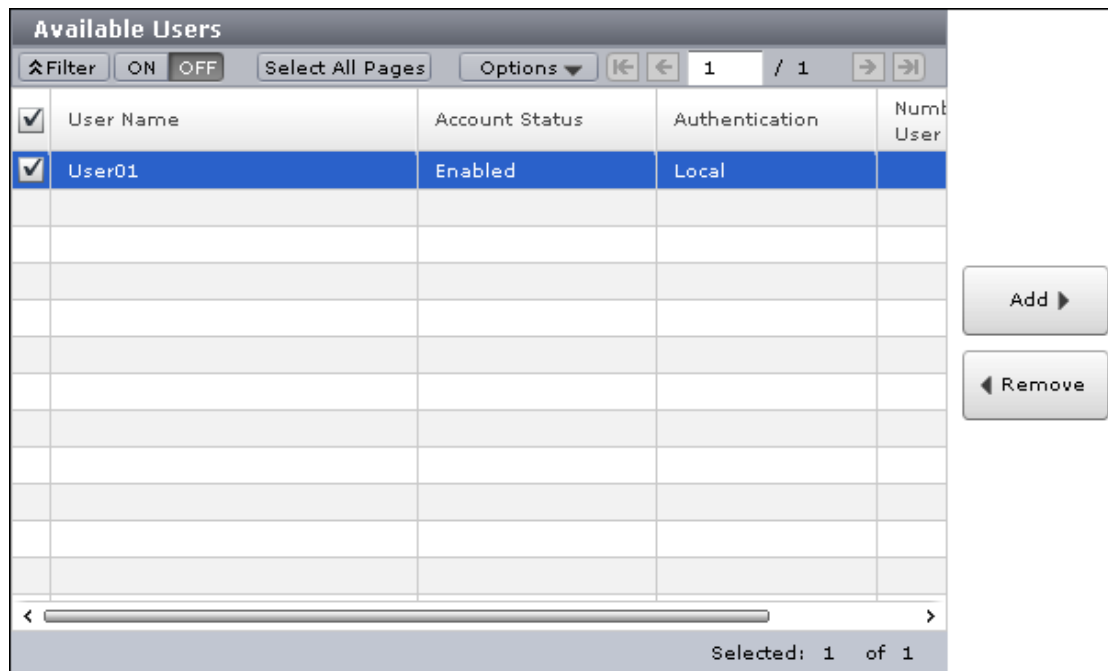 Available Users
Filter ON OFF Select All Pages Options 1 / 1
User Name Account Status Authentication User
User01 Enabled Local
Add
Remove
Selected: 1 of 1